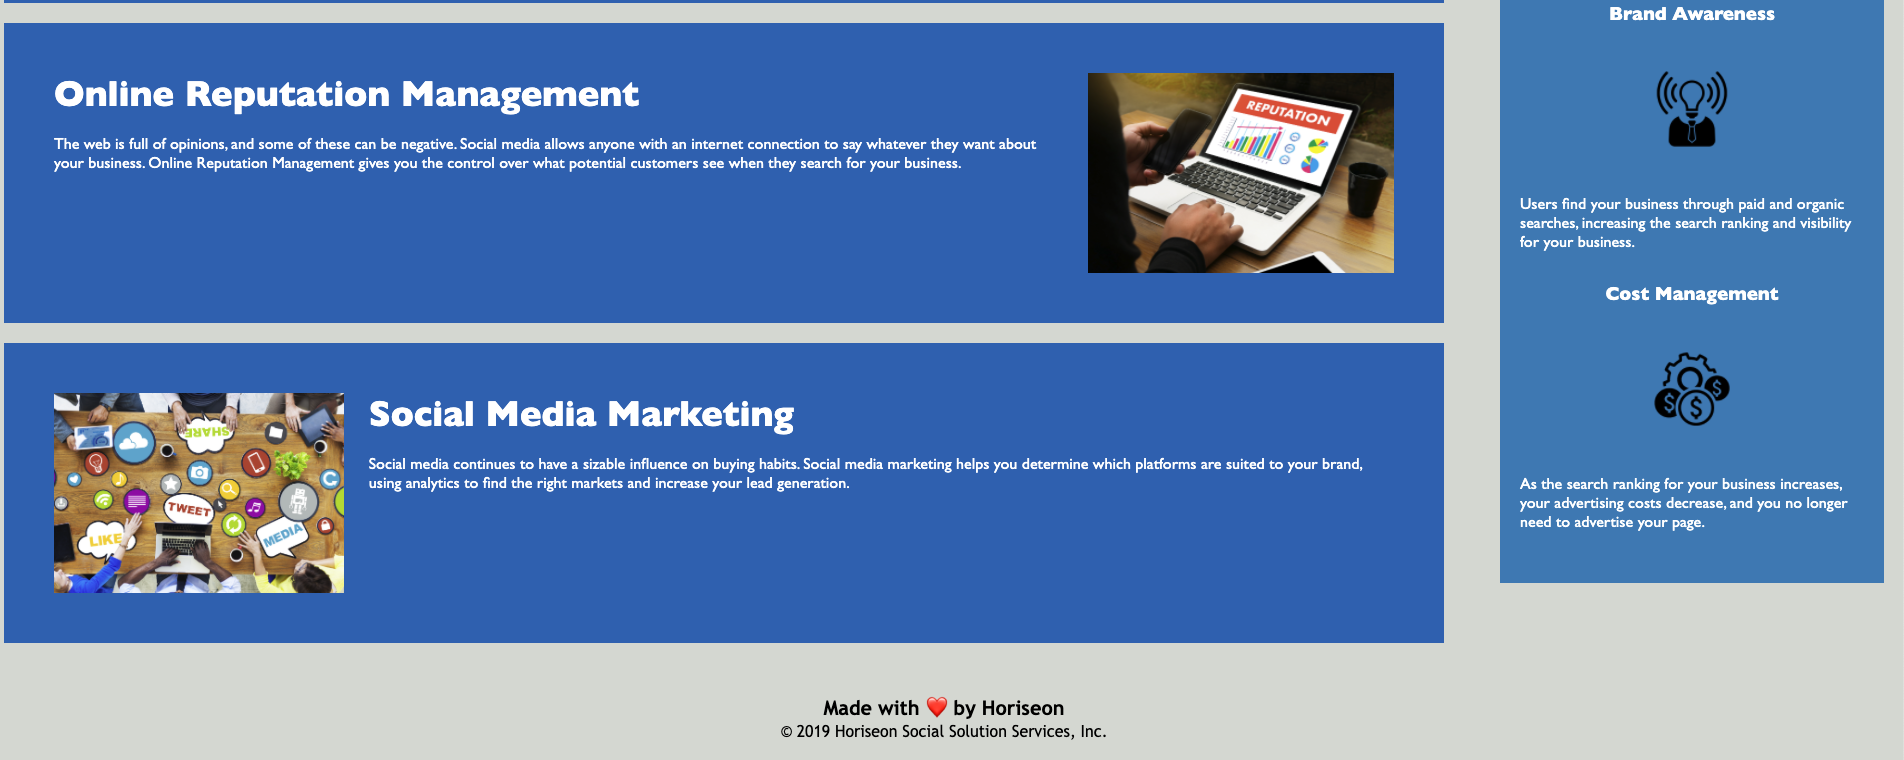 Online Reputation Management
The web is full of opinions, and some of these can be negative. Social media allows anyone with an internet connection to say whatever they want about
your business. Online Reputation Management gives you the control over what potential customers see when they search for your business.
REPUTATION
SHARE
TWEET
LIKE
MEDIA
Social Media Marketing
Social media continues to have a sizable influence on buying habits. Social media marketing helps you determine which platforms are suited to your brand,
using analytics to find the right markets and increase your lead generation.
Brand Awareness
Users find your business through paid and organic
searches, increasing the search ranking and visibility
for your business.
Cost Management
$
$
$
As the search ranking for your business increases,
your advertising costs decrease, and you no longer
need to advertise your page.
Made with ❤️ by Horiseon
© 2019 Horiseon Social Solution Services, Inc.